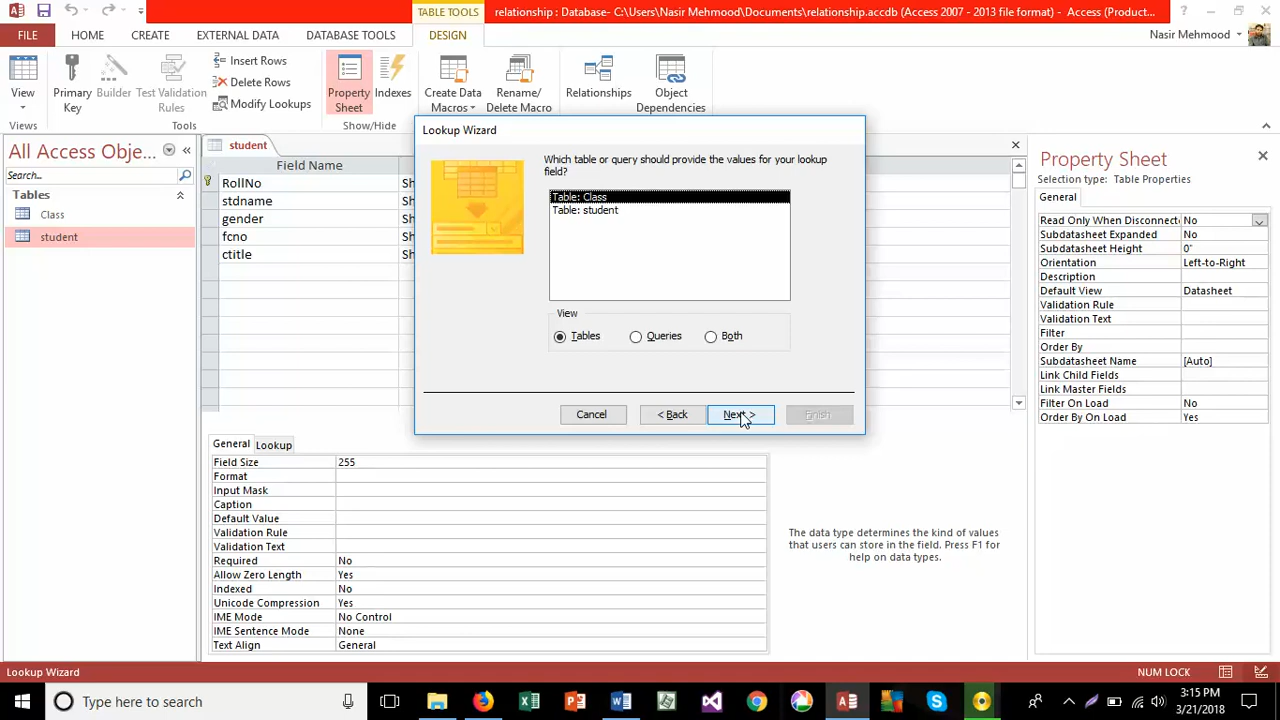 TABLE TOOLS
relationship : Database- C:\Users\Nasir Mehmood\Documents\relationship.accdb (Access 2007 - 2013 file format) - Access (Product...
FILE HOME CREATE EXTERNAL DATA DATABASE TOOLS DESIGN Nasir Mehmood
View
Primary Key
Builder
Test Validation Rules
Insert Rows
Delete Rows
Modify Lookups
Property Sheet
Indexes
Create Data Macros
Rename/ Delete Macro
Relationships
Object Dependencies
Views Tools Show/Hide
All Access Obje...
Search...
Tables
Class
student
student
Field Name
RollNo Sh
stdname Sh
gender Sh
fcno Sh
ctitle Sh
Lookup Wizard
Which table or query should provide the values for your lookup
field?
Table: Class
Table: student
View
Tables Queries Both
Cancel < Back Next > Finish
General Lookup
Field Size 255
Format
Input Mask
Caption
Default Value
Validation Rule
Validation Text
Required No
Allow Zero Length Yes
Indexed No
Unicode Compression Yes
IME Mode No Control
IME Sentence Mode None
Text Align General
The data type determines the kind of values
that users can store in the field. Press F1 for
help on data types.
Property Sheet
Selection type: Table Properties
General
Read Only When Disconnect No
Subdatasheet Expanded No
Subdatasheet Height 0"
Orientation Left-to-Right
Description
Default View Datasheet
Validation Rule
Validation Text
Filter
Order By
Subdatasheet Name [Auto]
Link Child Fields
Link Master Fields
Filter On Load No
Order By On Load Yes
Lookup Wizard NUM LOCK
Type here to search
3:15 PM
3/21/2018